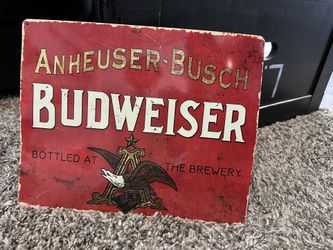 ANHEUSER-BUSCH
BUDWEISER
BOTTLED AT THE BREWERY.